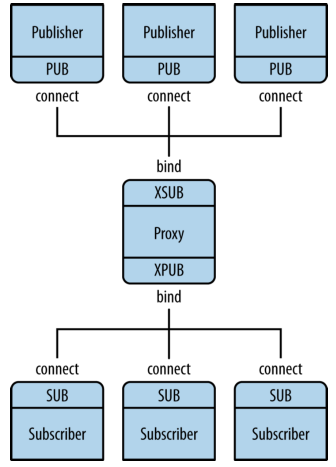 Publisher Publisher Publisher
PUB PUB PUB
connect connect connect
bind
XSUB
Proxy
XPUB
bind
connect connect connect
SUB SUB SUB
Subscriber Subscriber Subscriber